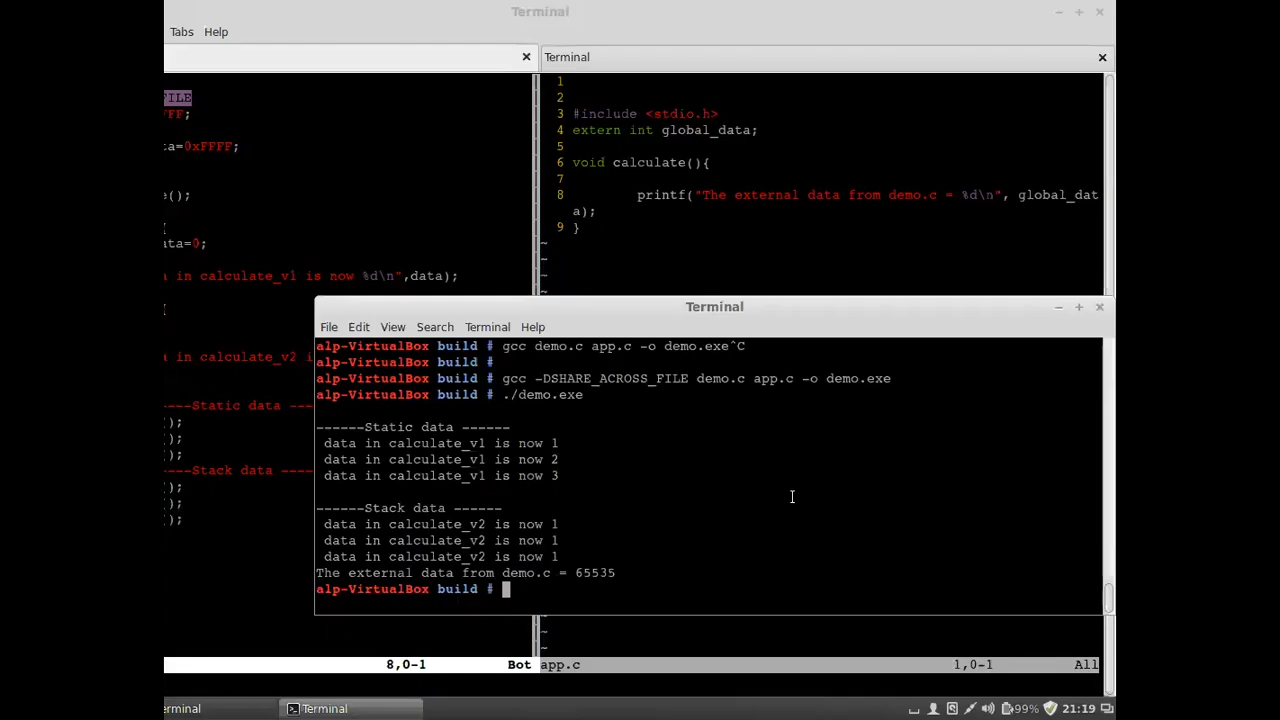 Terminal
Tabs Help
Terminal
FILE
FF;
ta=0xFFFF;
e();
{
ata=0;
a in calculate_v1 is now %d\n",data);
{
a in calculate_v2 i
----Static data ---
();
();
();
----Stack data ----
();
();
();
8,0-1 Bot
1
2
3 #include <stdio.h>
4 extern int global_data;
5
6 void calculate(){
7
8 printf("The external data from demo.c = %d\n", global_dat
a);
9 }
~
~
~
~
~
app.c 1,0-1 All
Terminal
File Edit View Search Terminal Help
alp-VirtualBox build # gcc demo.c app.c -o demo.exe^C
alp-VirtualBox build #
alp-VirtualBox build # gcc -DSHARE_ACROSS_FILE demo.c app.c -o demo.exe
alp-VirtualBox build # ./demo.exe
------Static data ------
data in calculate_v1 is now 1
data in calculate_v1 is now 2
data in calculate_v1 is now 3
------Stack data ------
data in calculate_v2 is now 1
data in calculate_v2 is now 1
data in calculate_v2 is now 1
The external data from demo.c = 65535
alp-VirtualBox build #
erminal Terminal 99% 21:19